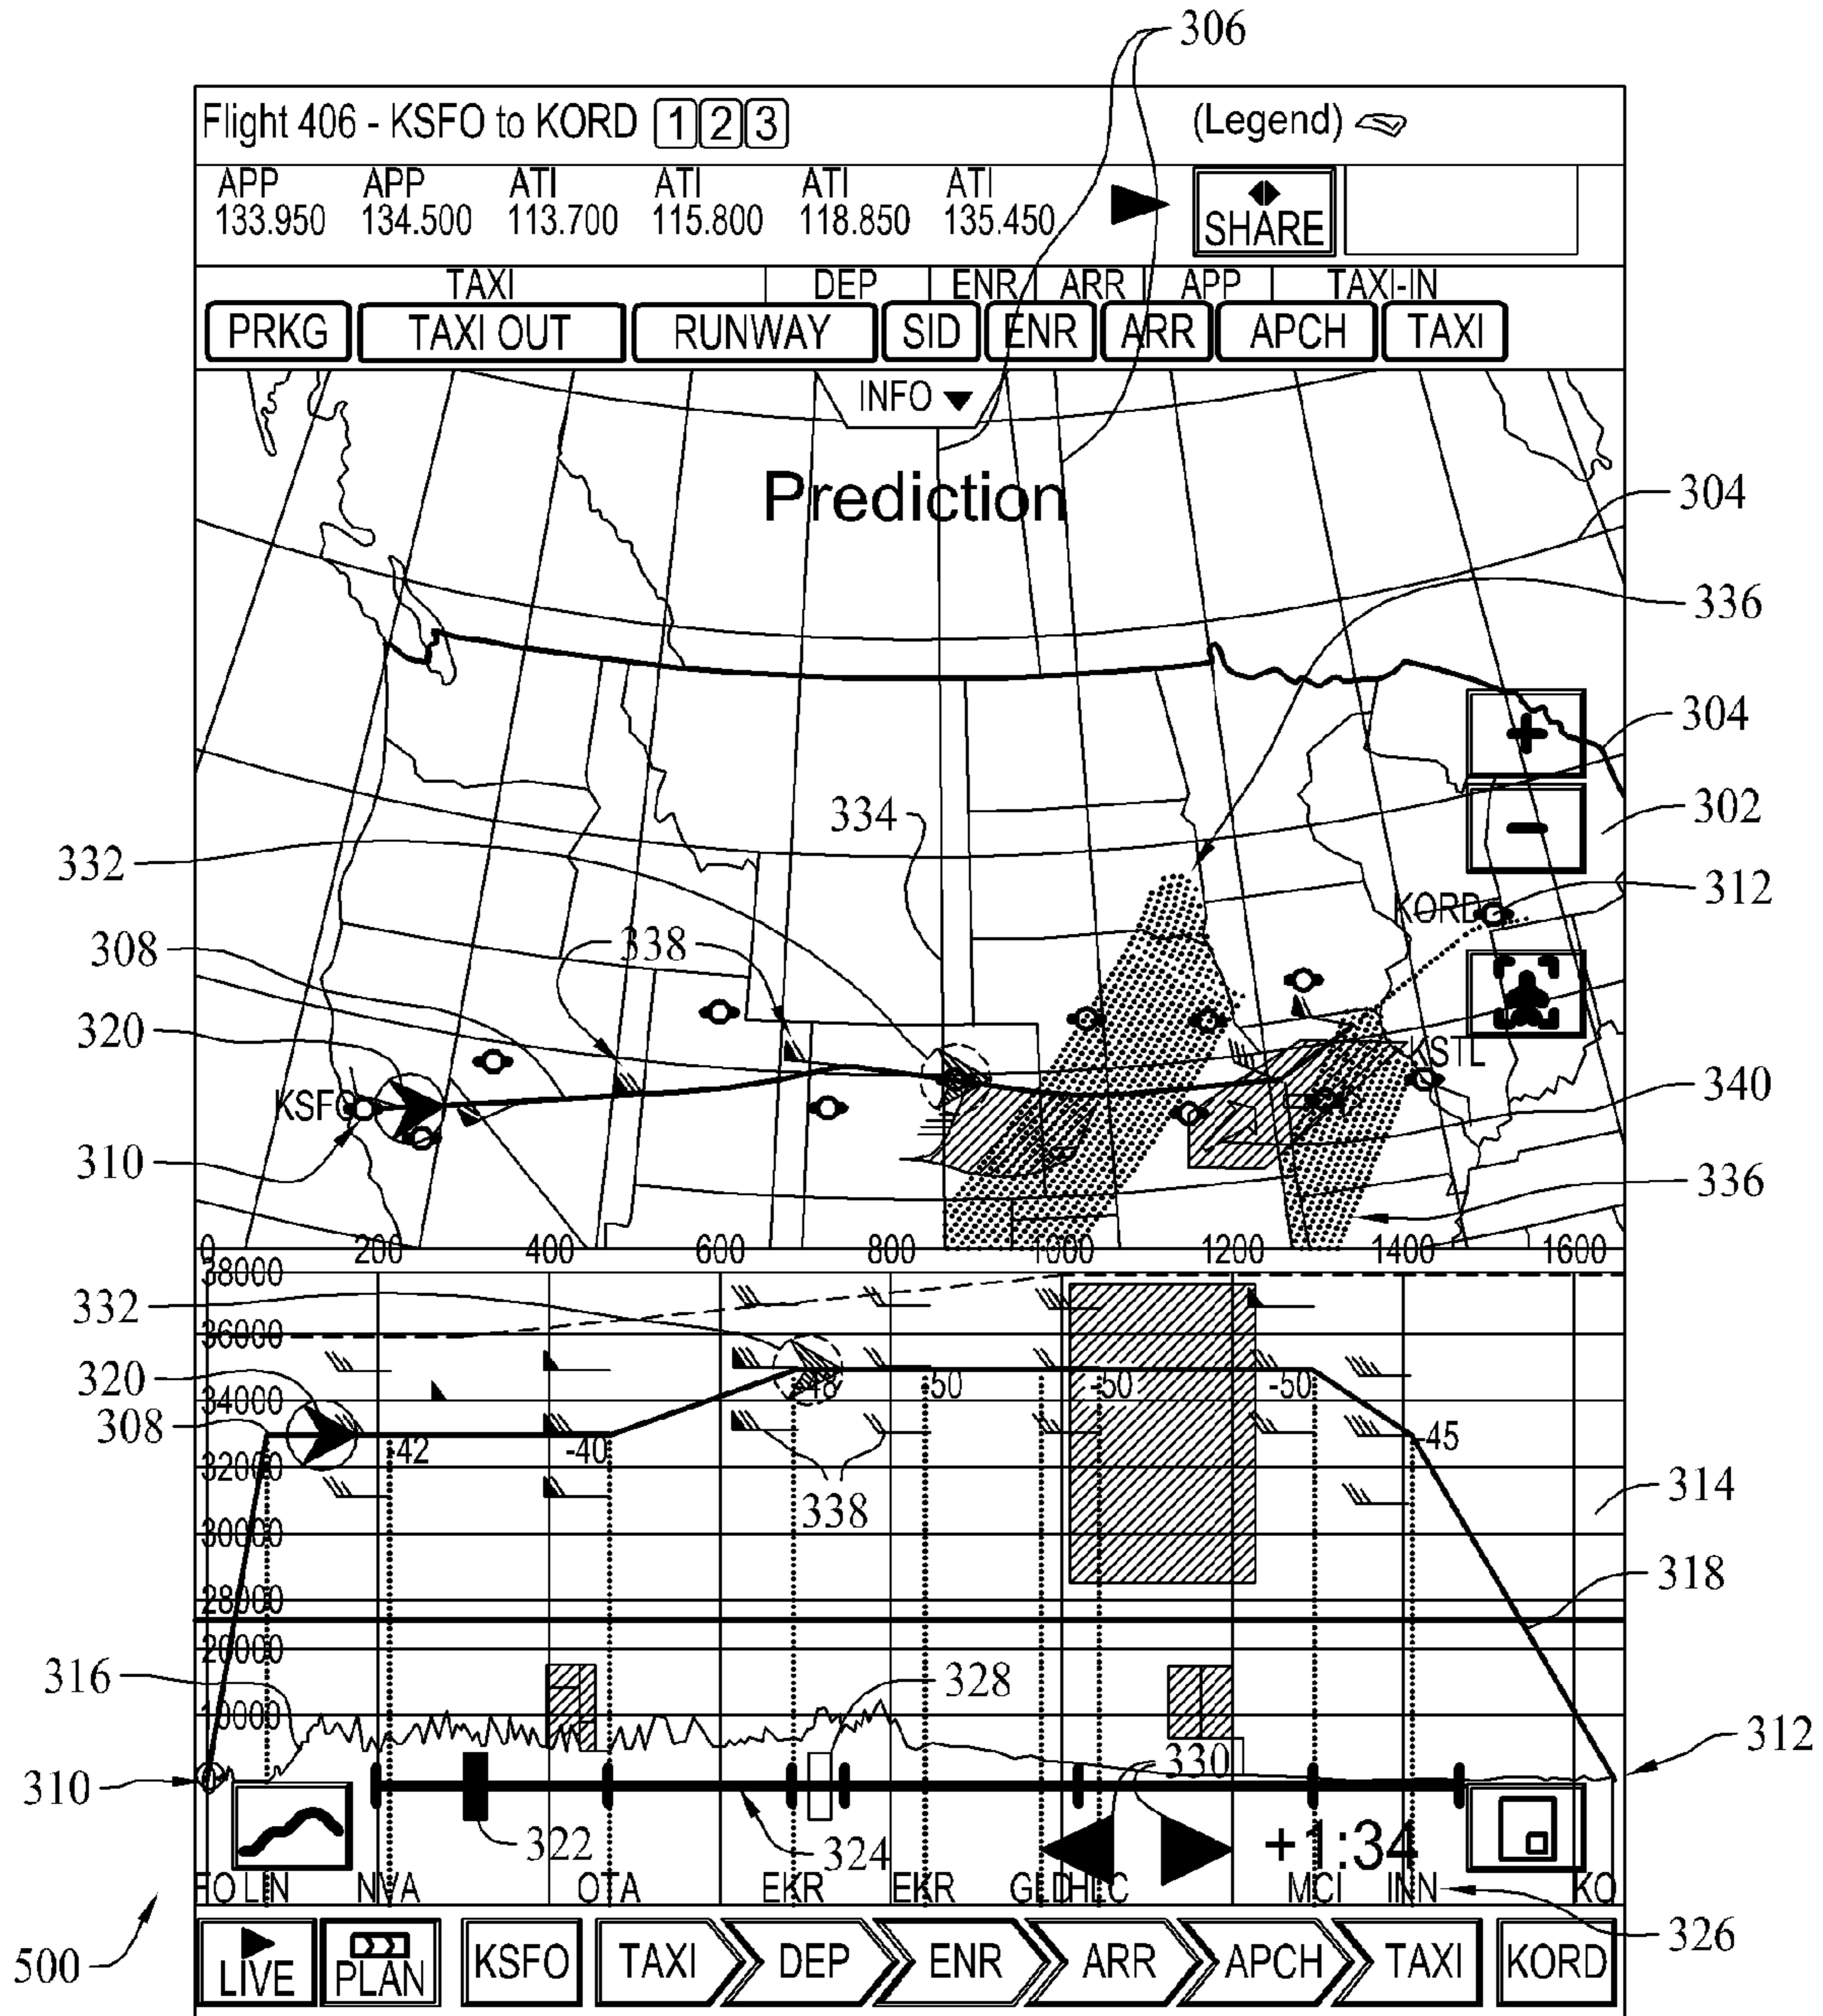 306
Flight 406 - KSFO to KORD 1 2 3 (Legend)
APP APP ATI ATI ATI ATI
133.950 134.500 113.700 115.800 118.850 135.450 SHARE
TAXI DEP ENR ARR APP TAXI-IN
PRKG TAXI OUT RUNWAY SID ENR ARR APCH TAXI
INFO
Prediction
304
336
304
302
334
332
312
KORD
308
338
320
KSTL
KSFO
340
310
336
0 200 400 600 800 1000 1200 1400 1600
38000
332
36000
320
34000
-48 -50 -50 -50
308
-42 -40 -45
32000
338
314
30000
28000
318
20000
316
328
10000
330
312
310
322
324
+1:34
FO LIN NVA OTA EKR EKR GLD HLC MCI INN KO
326
500
LIVE PLAN KSFO TAXI DEP ENR ARR APCH TAXI KORD